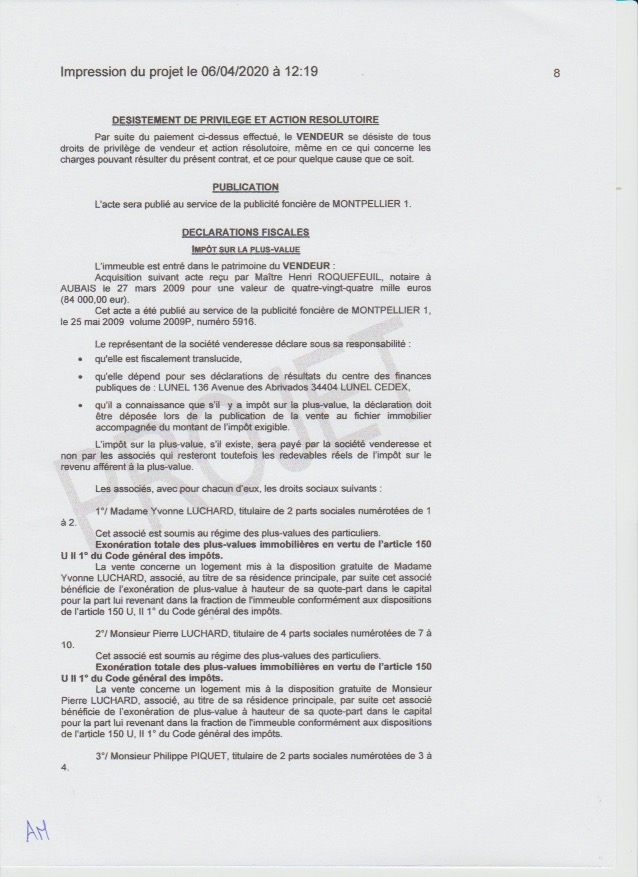 Impression du projet le 06/04/2020 à 12:19
8
DESISTEMENT DE PRIVILEGE ET ACTION RESOLUTOIRE
Par suite du paiement ci-dessus effectué, le VENDEUR se désiste de tous
droits de privilège de vendeur et action résolutoire, même en ce qui concerne les
charges pouvant résulter du présent contrat, et ce pour quelque cause que ce soit.
PUBLICATION
L'acte sera publié au service de la publicité foncière de MONTPELLIER 1.
DECLARATIONS FISCALES
IMPÔT SUR LA PLUS-VALUE
L'immeuble est entré dans le patrimoine du VENDEUR :
Acquisition suivant acte reçu par Maître Henri ROQUEFEUIL, notaire à
AUBAIS le 27 mars 2009 pour une valeur de quatre-vingt-quatre mille euros
(84 000,00 eur).
Cet acte a été publié au service de la publicité foncière de MONTPELLIER 1,
le 25 mai 2009 volume 2009P, numéro 5916.
Le représentant de la société venderesse déclare sous sa responsabilité :
• qu'elle est fiscalement translucide,
• qu'elle dépend pour ses déclarations de résultats du centre des finances
publiques de : LUNEL 136 Avenue des Abrivados 34404 LUNEL CEDEX,
• qu'il a connaissance que s'il y a impôt sur la plus-value, la déclaration doit
être déposée lors de la publication de la vente au fichier immobilier
accompagnée du montant de l'impôt exigible.
L'impôt sur la plus-value, s'il existe, sera payé par la société venderesse et
non par les associés qui resteront toutefois les redevables réels de l'impôt sur le
revenu afférent à la plus-value.
Les associés, avec pour chacun d'eux, les droits sociaux suivants :
1°/ Madame Yvonne LUCHARD, titulaire de 2 parts sociales numérotées de 1
à 2.
Cet associé est soumis au régime des plus-values des particuliers.
Exonération totale des plus-values immobilières en vertu de l'article 150
U II 1° du Code général des impôts.
La vente concerne un logement mis à la disposition gratuite de Madame
Yvonne LUCHARD, associé, au titre de sa résidence principale, par suite cet associé
bénéficie de l'exonération de plus-value à hauteur de sa quote-part dans le capital
pour la part lui revenant dans la fraction de l'immeuble conformément aux dispositions
de l'article 150 U, II 1° du Code général des impôts.
2°/ Monsieur Pierre LUCHARD, titulaire de 4 parts sociales numérotées de 7 à
10.
Cet associé est soumis au régime des plus-values des particuliers.
Exonération totale des plus-values immobilières en vertu de l'article 150
U II 1° du Code général des impôts.
La vente concerne un logement mis à la disposition gratuite de Monsieur
Pierre LUCHARD, associé, au titre de sa résidence principale, par suite cet associé
bénéficie de l'exonération de plus-value à hauteur de sa quote-part dans le capital
pour la part lui revenant dans la fraction de l'immeuble conformément aux dispositions
de l'article 150 U, II 1° du Code général des impôts.
3°/ Monsieur Philippe PIQUET, titulaire de 2 parts sociales numérotées de 3 à
4.
PROJET
AM